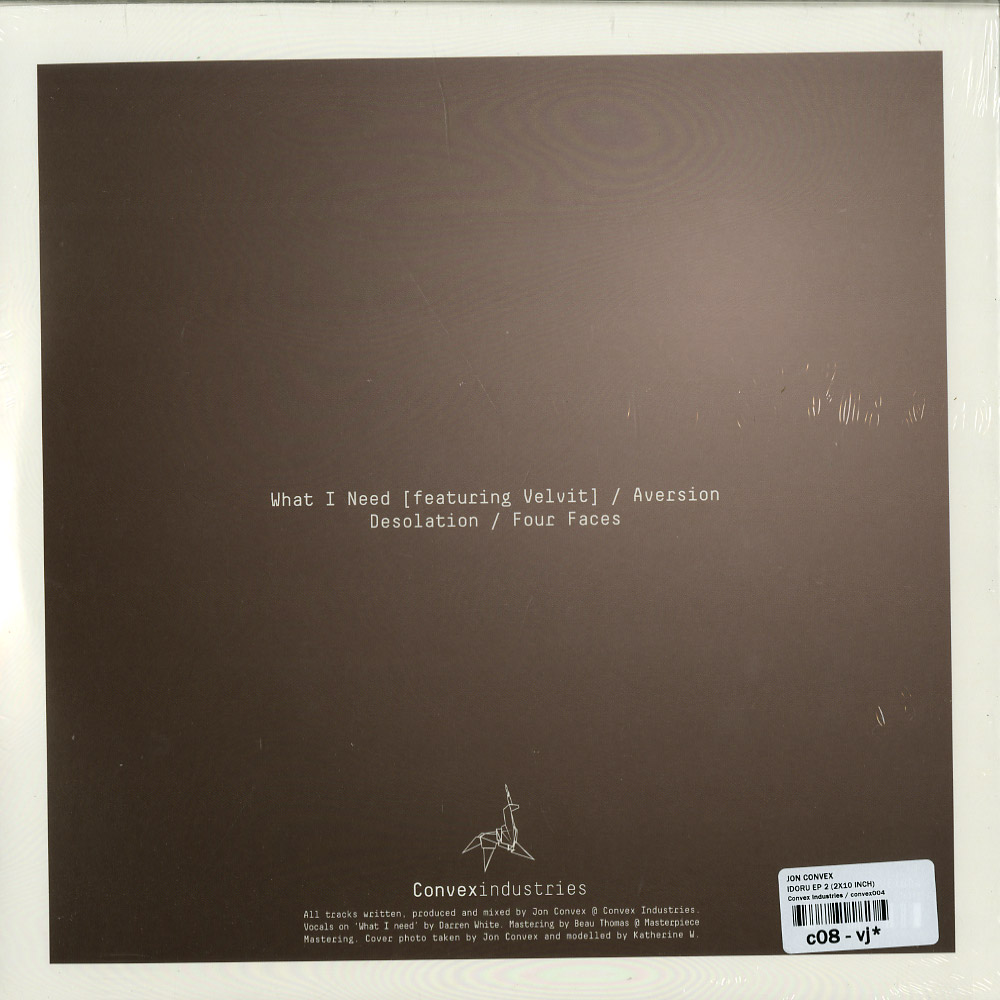 What I Need [featuring Velvit] / Aversion
Desolation / Four Faces
Convexindustries
All tracks written, produced and mixed by Jon Convex @ Convex Industries.
Vocals on 'What I need' by Darren White. Mastering by Beau Thomas @ Masterpiece
Mastering. Cover photo taken by Jon Convex and modelled by Katherine W.
JON CONVEX
IDORU EP 2 (2X10 INCH)
Convex Industries / convex004
c08 - vj*